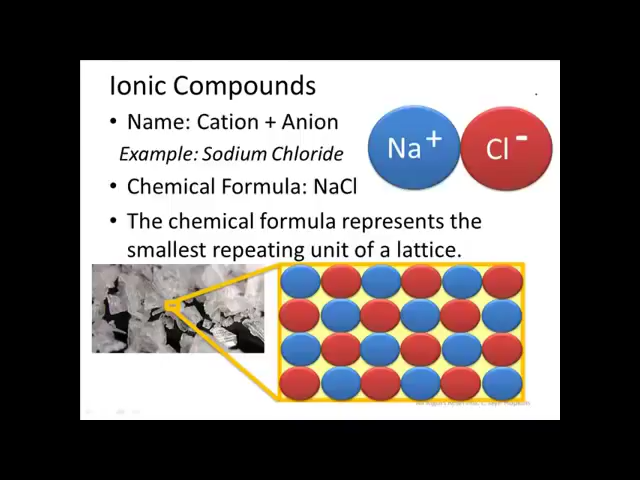 Ionic Compounds
• Name: Cation + Anion
Example: Sodium Chloride
Na+
Cl-
• Chemical Formula: NaCl
• The chemical formula represents the
smallest repeating unit of a lattice.